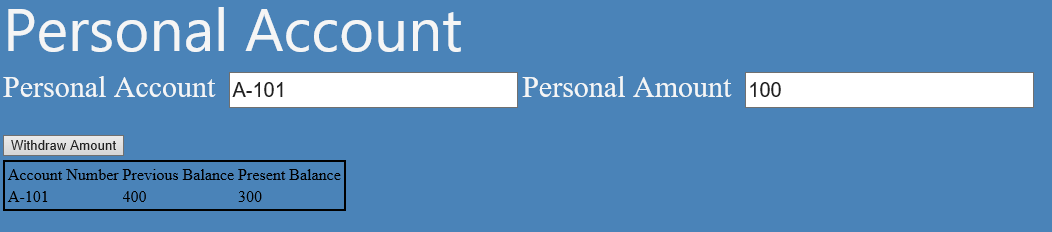 Personal Account
Personal Account A-101 Personal Amount 100
Withdraw Amount
Account Number Previous Balance Present Balance
A-101 400 300